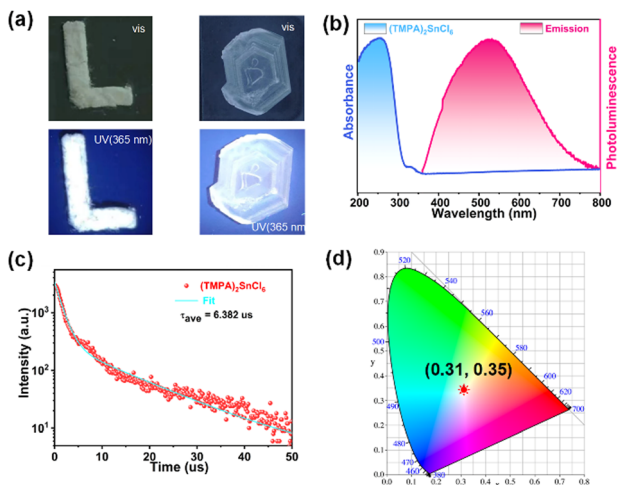 (a)
vis
vis
UV(365 nm)
UV(365 nm)
(b)
(TMPA)₂SnCl₆
Emission
Absorbance
Photoluminescence
200 300 400 500 600 700 800
Wavelength (nm)
(c)
(TMPA)₂SnCl₆
Fit
τave = 6.382 us
Intensity (a.u.)
10³
10²
10¹
0 10 20 30 40 50
Time (us)
(d)
0.9
0.8
0.7
0.6
0.5
y
0.4
0.3
0.2
0.1
0.0
520
540
560
500
580
(0.31, 0.35)
600
620
700
490
480
470
460
380
0.0 0.1 0.2 0.3 0.4 0.5 0.6 0.7 0.8